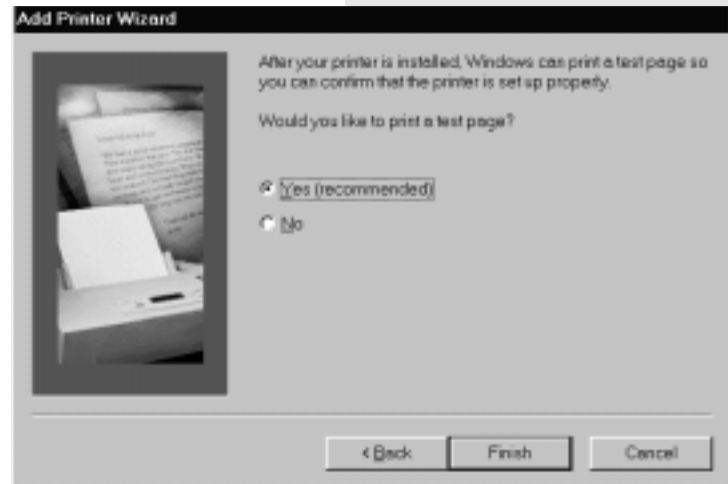 Add Printer Wizard
After your printer is installed, Windows can print a test page so
you can confirm that the printer is set up properly.
Would you like to print a test page?
Yes (recommended)
No
< Back
Finish
Cancel